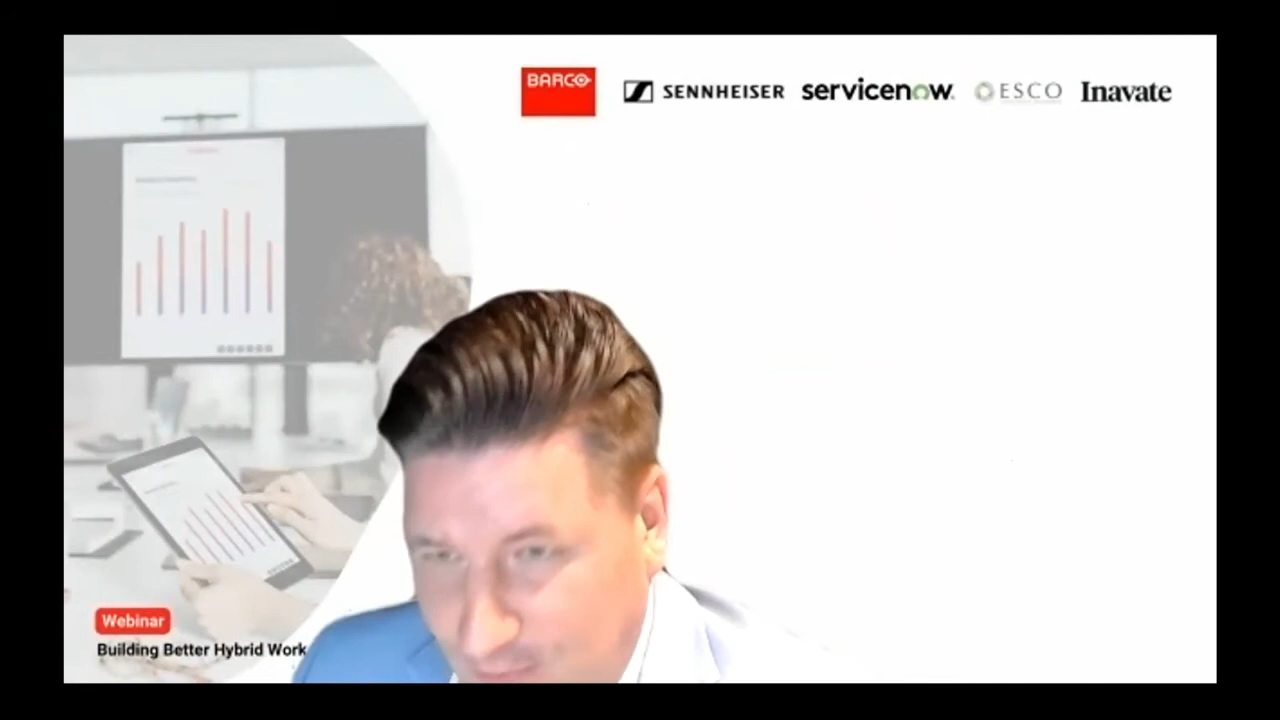 BARCO SENNHEISER servicenow. ESCO Inavate
Webinar
Building Better Hybrid Work